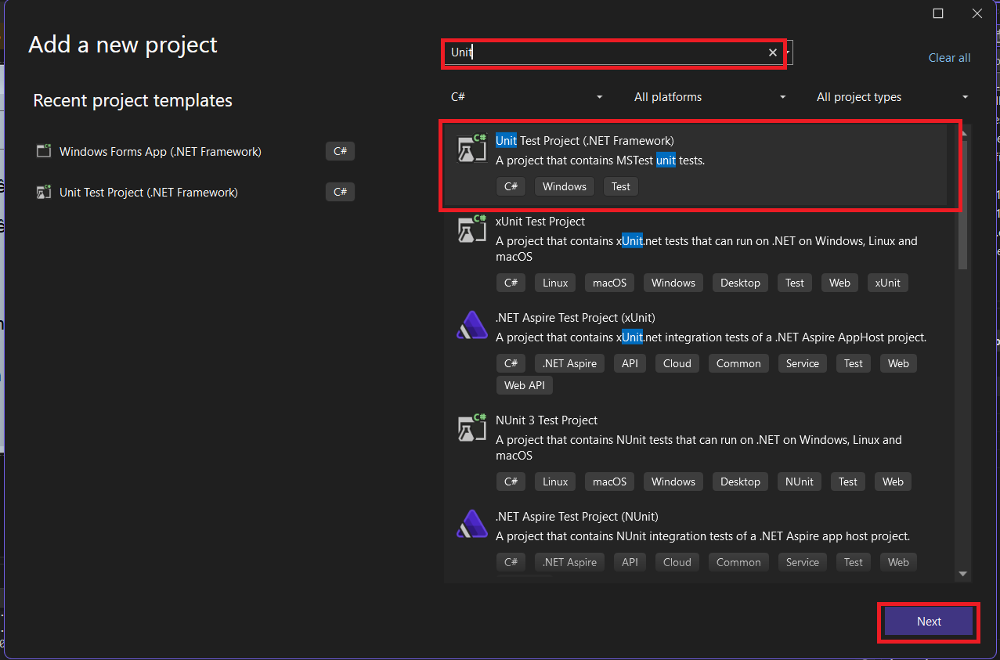 Add a new project
Unit
Clear all
Recent project templates
C#
All platforms
All project types
Windows Forms App (.NET Framework)
C#
Unit Test Project (.NET Framework)
C#
C#
Unit Test Project (.NET Framework)
A project that contains MSTest unit tests.
C# Windows Test
C#
xUnit Test Project
A project that contains xUnit.net tests that can run on .NET on Windows, Linux and
macOS
C# Linux macOS Windows Desktop Test Web xUnit
.NET Aspire Test Project (xUnit)
A project that contains xUnit.net integration tests of a .NET Aspire AppHost project.
C# .NET Aspire API Cloud Common Service Test Web
Web API
C#
NUnit 3 Test Project
A project that contains NUnit tests that can run on .NET on Windows, Linux and
macOS
C# Linux macOS Windows Desktop NUnit Test Web
.NET Aspire Test Project (NUnit)
A project that contains NUnit integration tests of a .NET Aspire app host project.
C# .NET Aspire API Cloud Common Service Test Web
Next